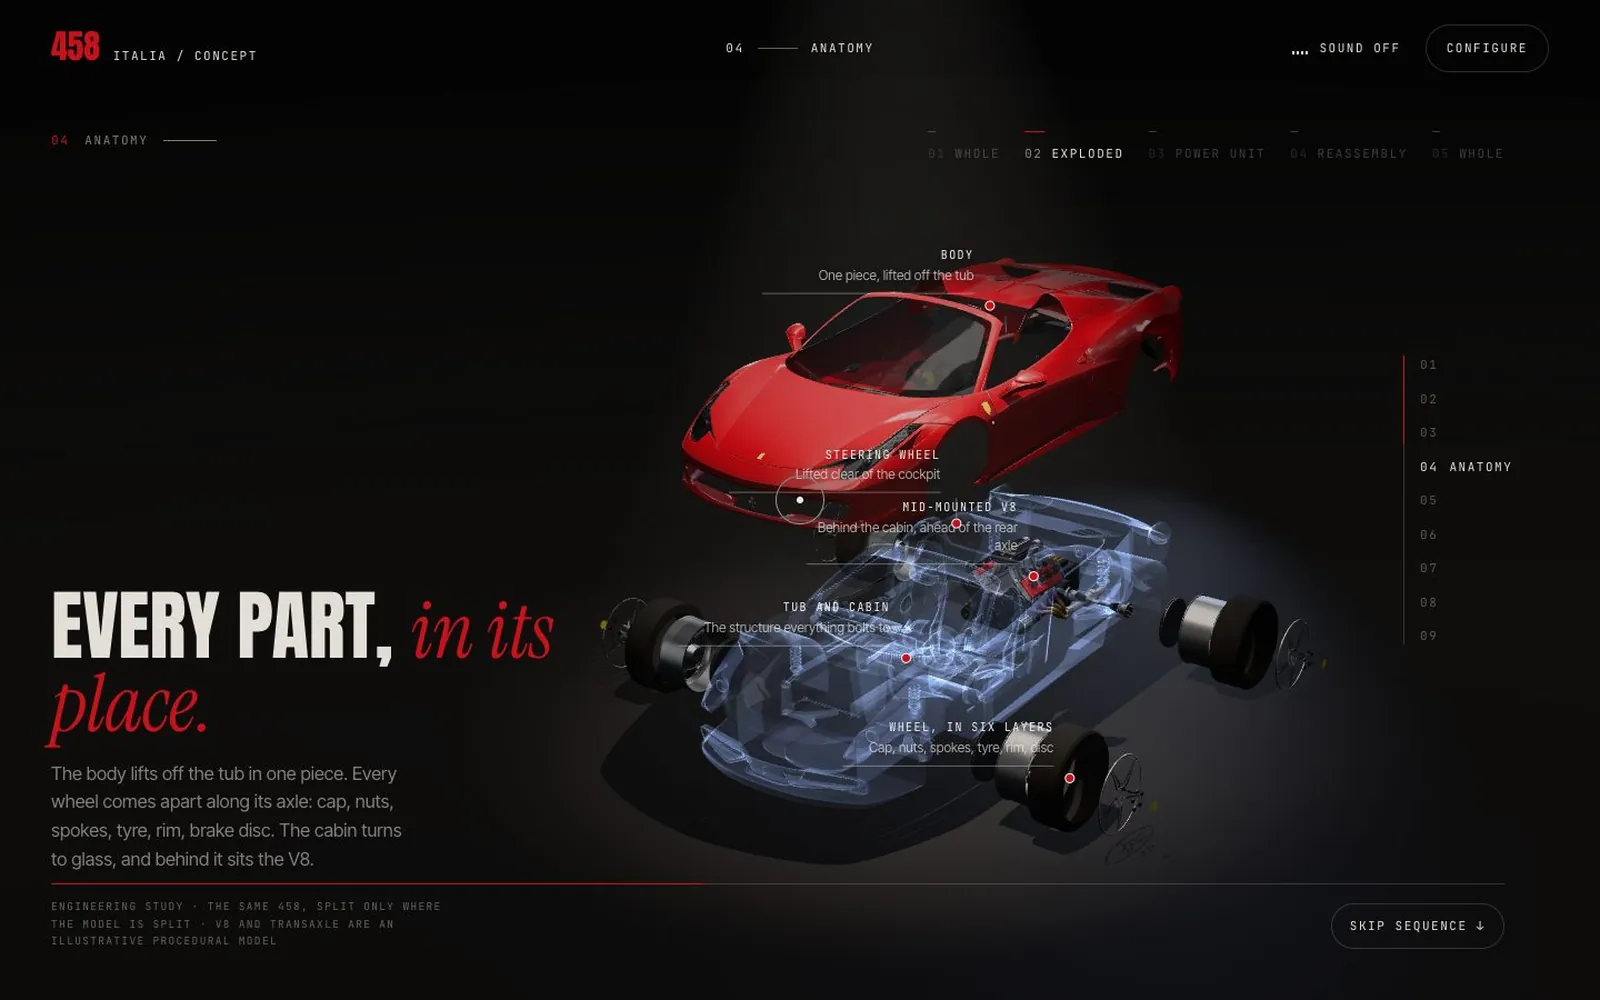 458 ITALIA / CONCEPT
04 ANATOMY
SOUND OFF
CONFIGURE
04 ANATOMY
01 WHOLE
02 EXPLODED
03 POWER UNIT
04 REASSEMBLY
05 WHOLE
BODY
One piece, lifted off the tub
STEERING WHEEL
Lifted clear of the cockpit
MID-MOUNTED V8
Behind the cabin, ahead of the rear
axle
TUB AND CABIN
The structure everything bolts to
WHEEL, IN SIX LAYERS
Cap, nuts, spokes, tyre, rim, disc
01
02
03
04 ANATOMY
05
06
07
08
09
EVERY PART, in its
place.
The body lifts off the tub in one piece. Every
wheel comes apart along its axle: cap, nuts,
spokes, tyre, rim, brake disc. The cabin turns
to glass, and behind it sits the V8.
ENGINEERING STUDY · THE SAME 458, SPLIT ONLY WHERE
THE MODEL IS SPLIT · V8 AND TRANSAXLE ARE AN
ILLUSTRATIVE PROCEDURAL MODEL
SKIP SEQUENCE ↓